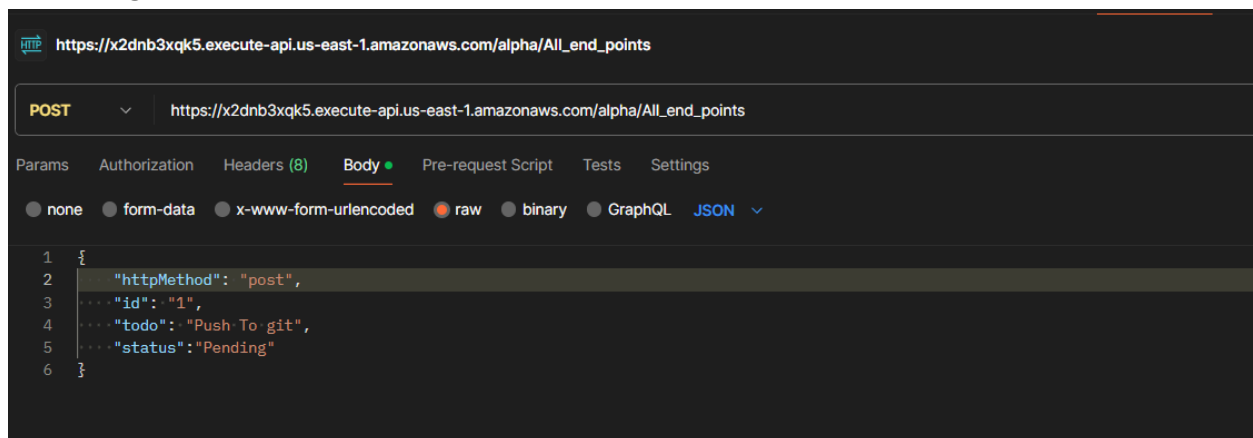 HTTP https://x2dnb3xqk5.execute-api.us-east-1.amazonaws.com/alpha/All_end_points
POST https://x2dnb3xqk5.execute-api.us-east-1.amazonaws.com/alpha/All_end_points
Params Authorization Headers (8) Body Pre-request Script Tests Settings
none form-data x-www-form-urlencoded raw binary GraphQL JSON
1 {
2 "httpMethod": "post",
3 "id": "1",
4 "todo": "Push To git",
5 "status":"Pending"
6 }